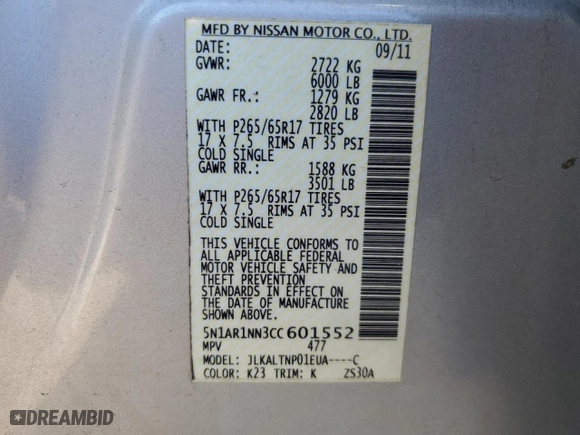 MFD BY NISSAN MOTOR CO., LTD.
DATE: 09/11
GVWR: 2722 KG
6000 LB
GAWR FR.: 1279 KG
2820 LB
WITH P265/65R17 TIRES
17 X 7.5 RIMS AT 35 PSI
COLD SINGLE
GAWR RR.: 1588 KG
3501 LB
WITH P265/65R17 TIRES
17 X 7.5 RIMS AT 35 PSI
COLD SINGLE
THIS VEHICLE CONFORMS TO
ALL APPLICABLE FEDERAL
MOTOR VEHICLE SAFETY AND
THEFT PREVENTION
STANDARDS IN EFFECT ON
THE DATE OF MANUFACTURE
SHOWN ABOVE.
5N1AR1NN3CC601552
MPV 477
MODEL: JLKALTNP01EUA----C
COLOR: K23 TRIM: K ZS30A
DREAMBID